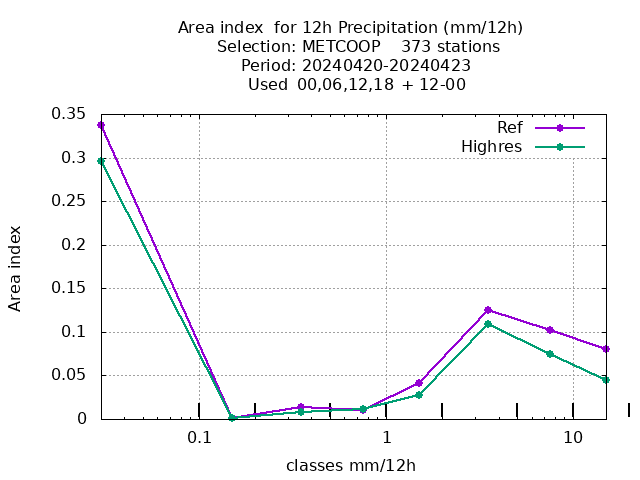 Area index  for 12h Precipitation (mm/12h)
Selection: METCOOP    373 stations
Period: 20240420-20240423
Used  00,06,12,18  + 12-00
Ref
Highres
0.35
0.3
0.25
0.2
0.15
0.1
0.05
0
Area index
0.1 1 10
classes mm/12h